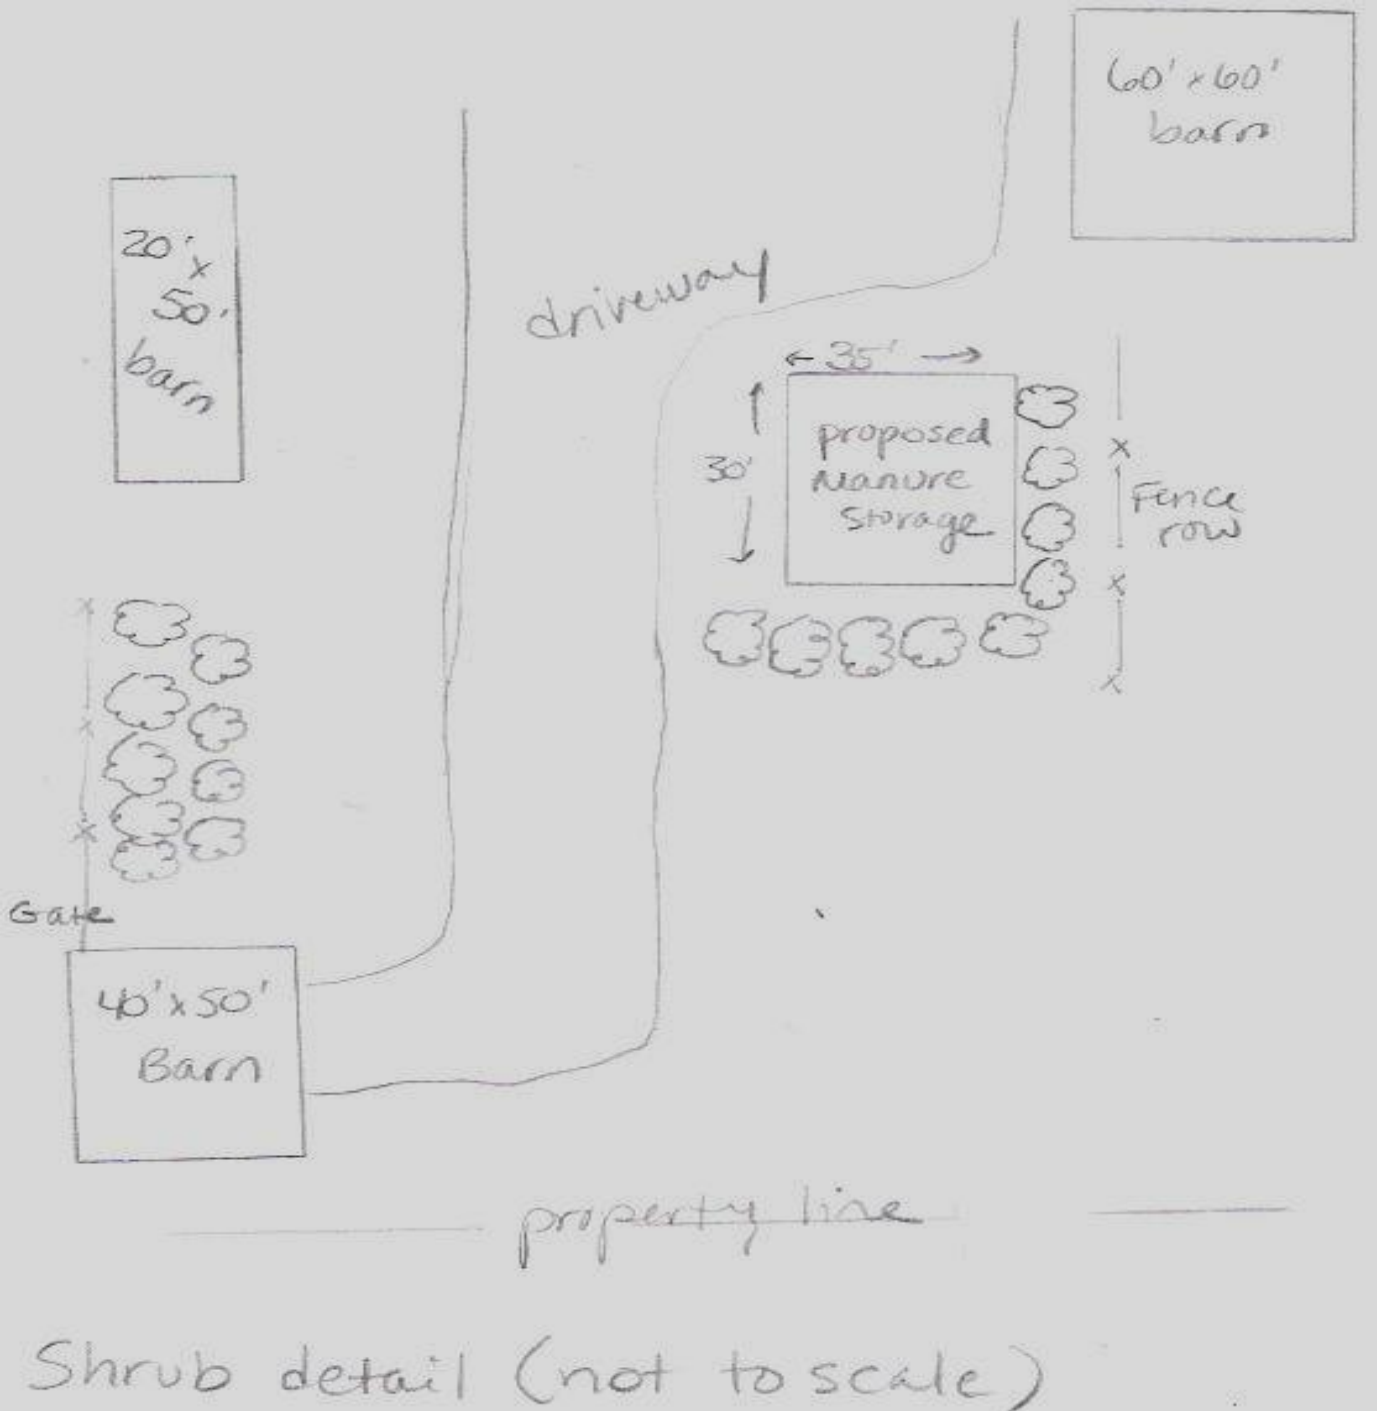 60' x 60'
barn
20' x
50'
barn
driveway
← 35' →
30'
proposed
Manure
Storage
x
Fence
row
x
x
x
x
x
Gate
40' x 50'
Barn
property line
Shrub detail (not to scale)